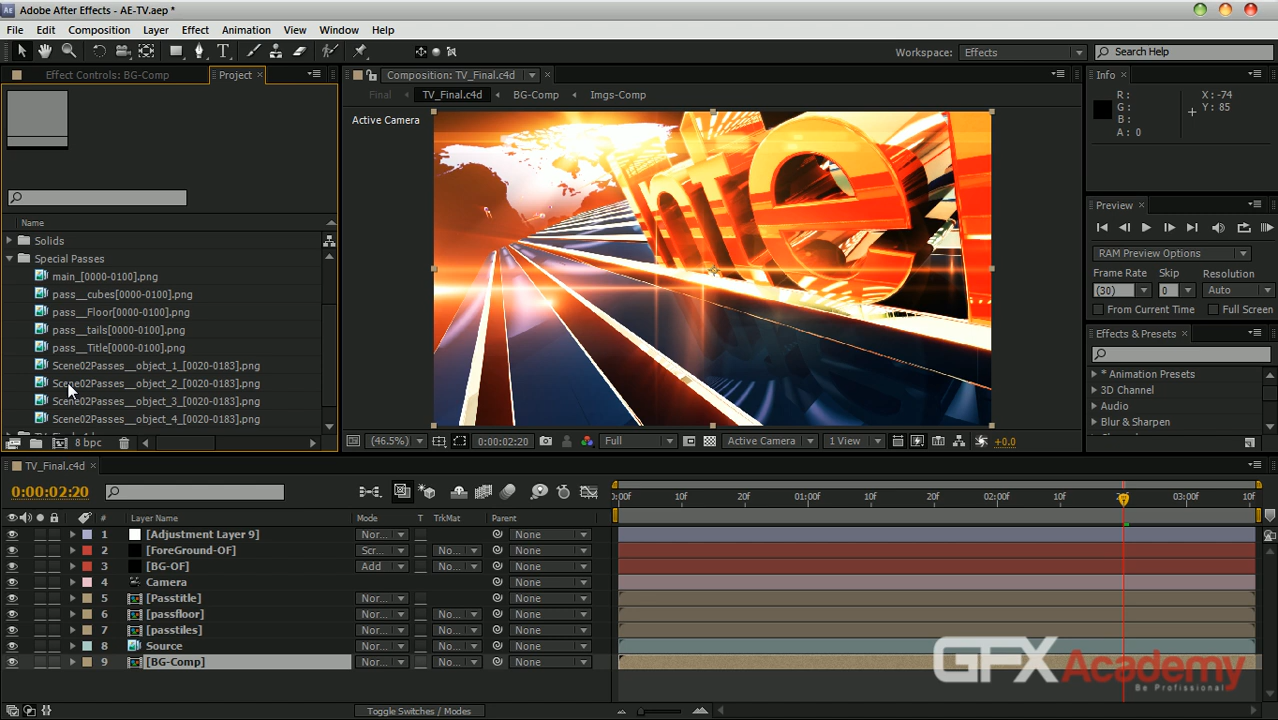 Adobe After Effects - AE-TV.aep *
File Edit Composition Layer Effect Animation View Window Help
Workspace: Effects Search Help
Effect Controls: BG-Comp Project
Composition: TV_Final.c4d
Info
Final TV_Final.c4d BG-Comp Imgs-Comp
Active Camera
inte
R :
G :
B :
A : 0
X : -74
Y : 85
Name
Solids
Special Passes
main_[0000-0100].png
pass__cubes[0000-0100].png
pass__Floor[0000-0100].png
pass__tails[0000-0100].png
pass__Title[0000-0100].png
Scene02Passes__object_1_[0020-0183].png
Scene02Passes__object_2_[0020-0183].png
Scene02Passes__object_3_[0020-0183].png
Scene02Passes__object_4_[0020-0183].png
8 bpc
(46.5%) 0:00:02:20 Full Active Camera 1 View +0.0
Preview
RAM Preview Options
Frame Rate Skip Resolution
(30) 0 Auto
From Current Time Full Screen
Effects & Presets
* Animation Presets
3D Channel
Audio
Blur & Sharpen
TV_Final.c4d
0:00:02:20
:00f 10f 20f 01:00f 10f 20f 02:00f 10f 03:00f 10f
# Layer Name Mode T TrkMat Parent
1 [Adjustment Layer 9] Nor... None
2 [ForeGround-OF] Scr... No... None
3 [BG-OF] Add No... None
4 Camera None
5 [Passtitle] Nor... None
6 [passfloor] Nor... No... None
7 [passtiles] Nor... No... None
8 Source Nor... No... None
9 [BG-Comp] Nor... No... None
Toggle Switches / Modes
GFX Academy
Be Profissional